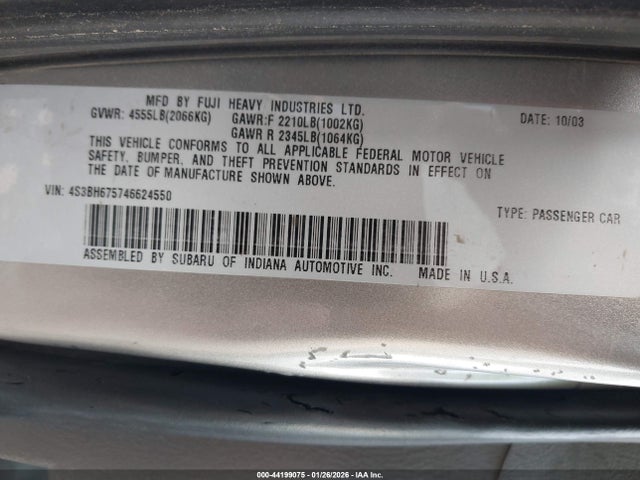 MFD BY FUJI HEAVY INDUSTRIES LTD.
GVWR: 4555LB(2066KG) GAWR:F 2210LB(1002KG) DATE: 10/03
GAWR R 2345LB(1064KG)
THIS VEHICLE CONFORMS TO ALL APPLICABLE FEDERAL MOTOR VEHICLE
SAFETY, BUMPER, AND THEFT PREVENTION STANDARDS IN EFFECT ON
THE DATE OF MANUFACTURE SHOWN ABOVE.
VIN: 4S3BH675746624550 TYPE: PASSENGER CAR
ASSEMBLED BY SUBARU OF INDIANA AUTOMOTIVE INC. MADE IN U.S.A.
000-44199075 | 01/26/2026 | IAA Inc.